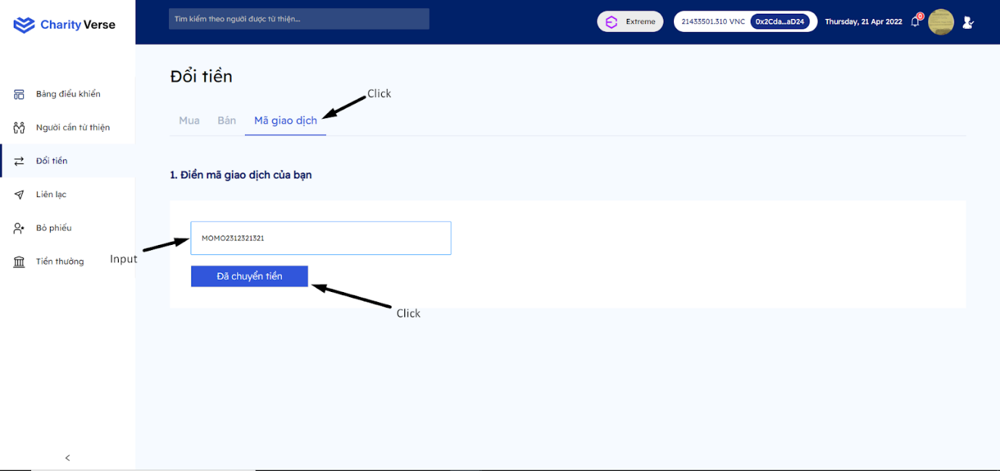 Charity Verse
Tìm kiếm theo người được từ thiện...
Extreme
21433501.310 VNC
0x2Cda...aD24
Thursday, 21 Apr 2022
0
Bảng điều khiển
Người cần từ thiện
Đổi tiền
Liên lạc
Bỏ phiếu
Tiền thưởng
Đổi tiền
Click
Mua
Bán
Mã giao dịch
1. Điền mã giao dịch của bạn
MOMO2312321321
Input
Đã chuyển tiền
Click